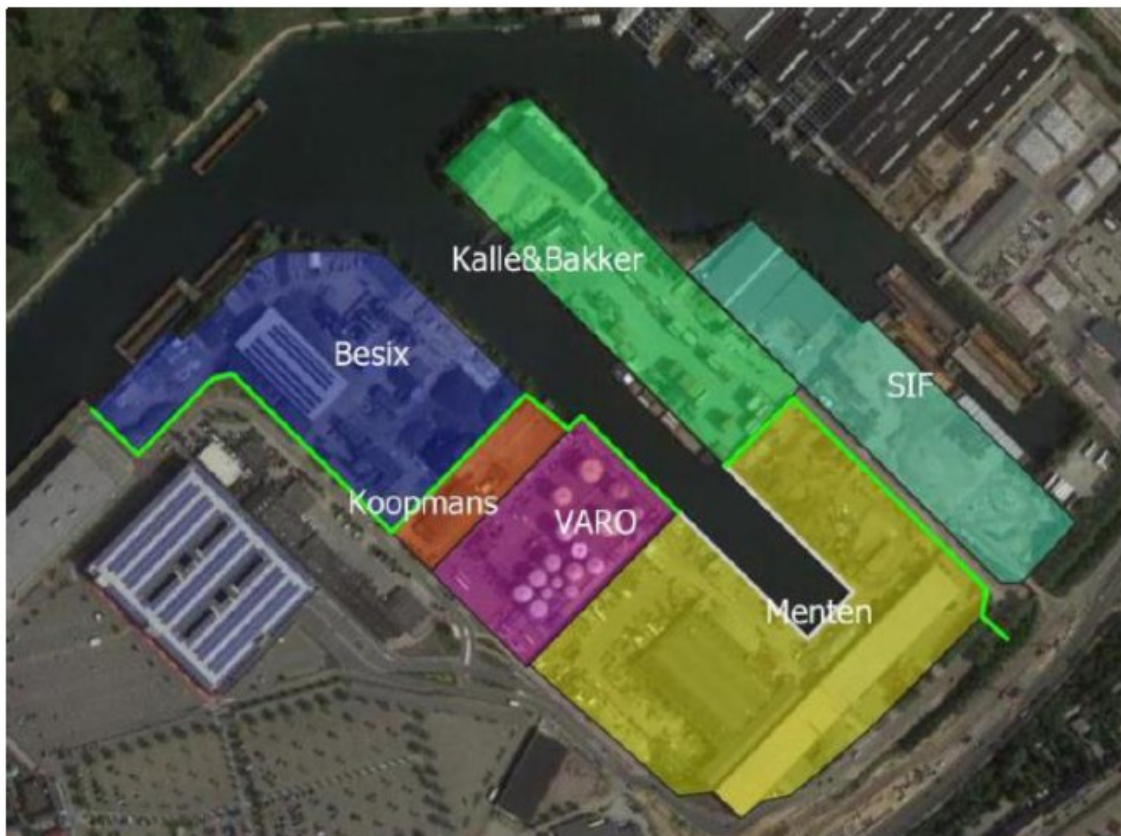 Kalle&Bakker
Besix
SIF
Koopmans
VARO
Menten